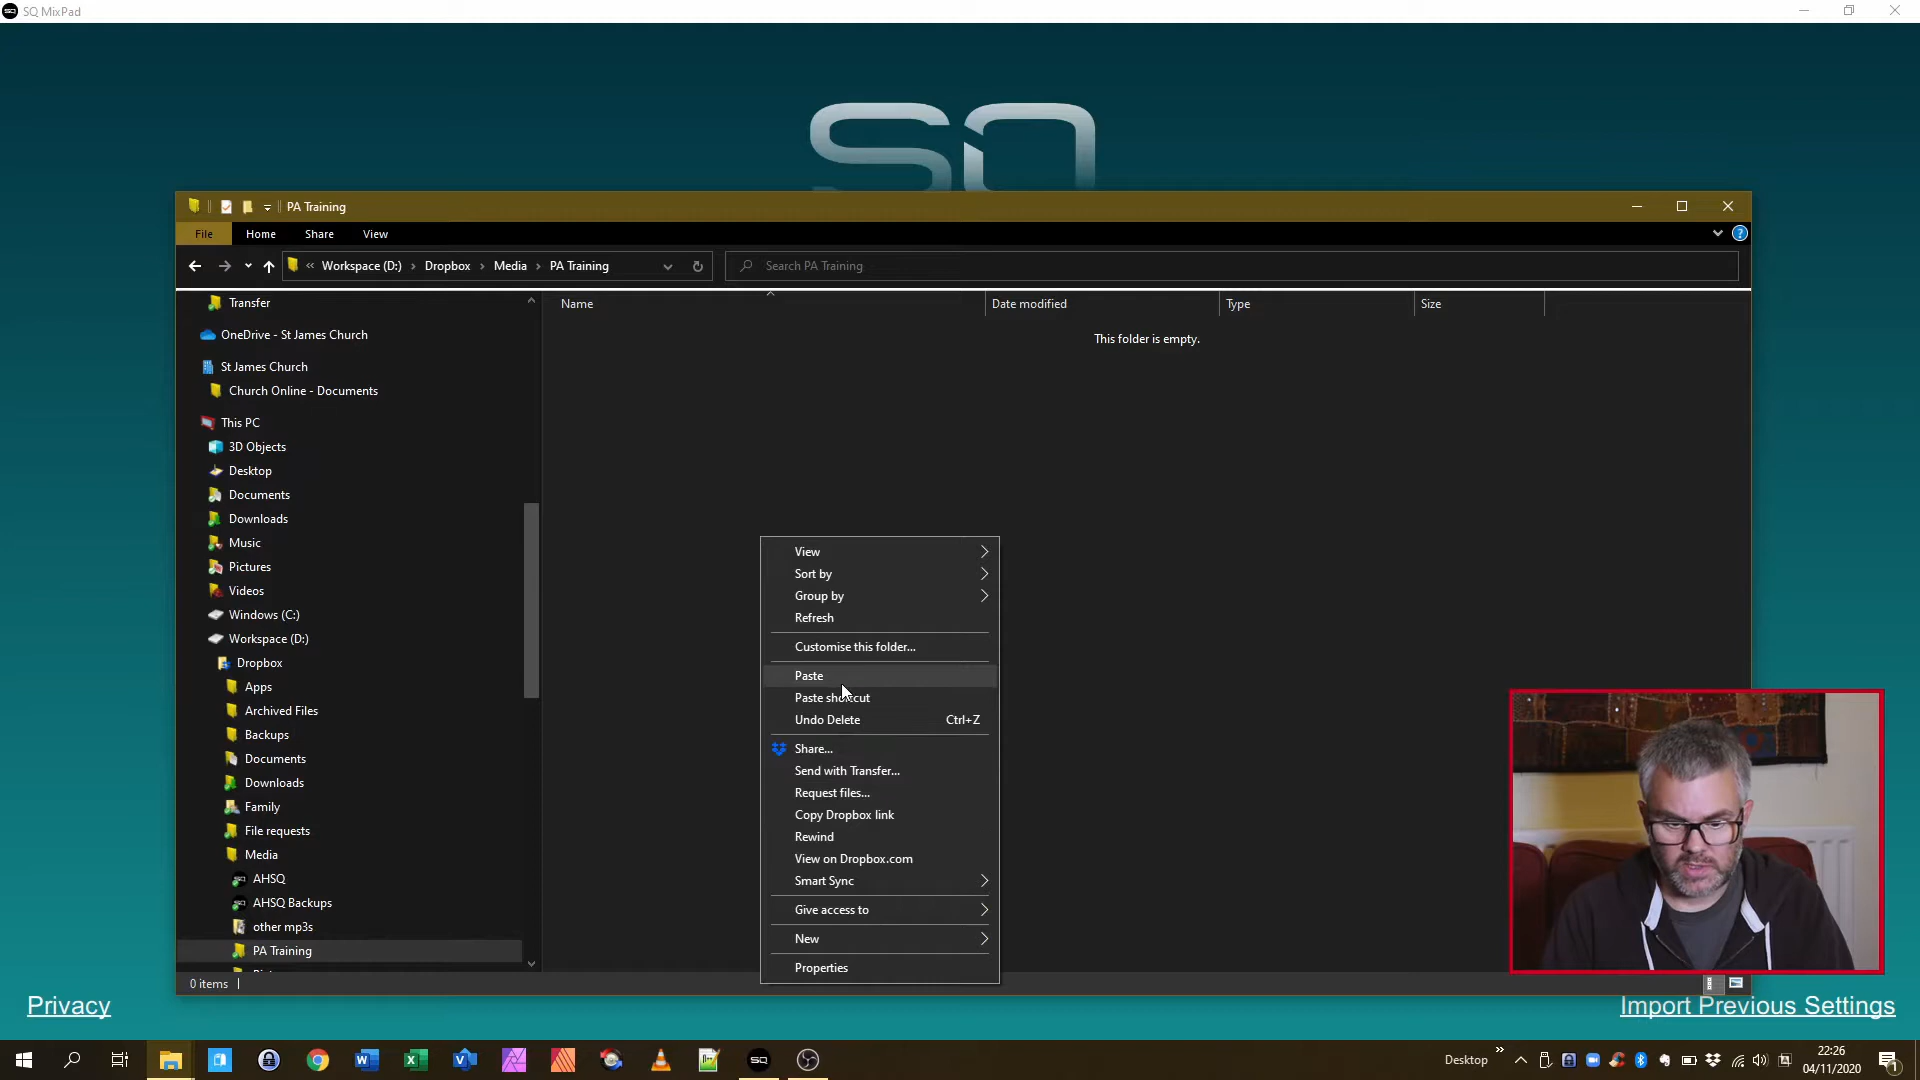 SQ MixPad
SQ
PA Training
File Home Share View
« Workspace (D:) › Dropbox › Media › PA Training
Search PA Training
Name Date modified Type Size
This folder is empty.
Transfer
OneDrive - St James Church
St James Church
Church Online - Documents
This PC
3D Objects
Desktop
Documents
Downloads
Music
Pictures
Videos
Windows (C:)
Workspace (D:)
Dropbox
Apps
Archived Files
Backups
Documents
Downloads
Family
File requests
Media
AHSQ
AHSQ Backups
other mp3s
PA Training
0 items
View
Sort by
Group by
Refresh
Customise this folder...
Paste
Paste shortcut
Undo Delete Ctrl+Z
Share...
Send with Transfer...
Request files...
Copy Dropbox link
Rewind
View on Dropbox.com
Smart Sync
Give access to
New
Properties
Privacy
Import Previous Settings
Desktop
22:26
04/11/2020